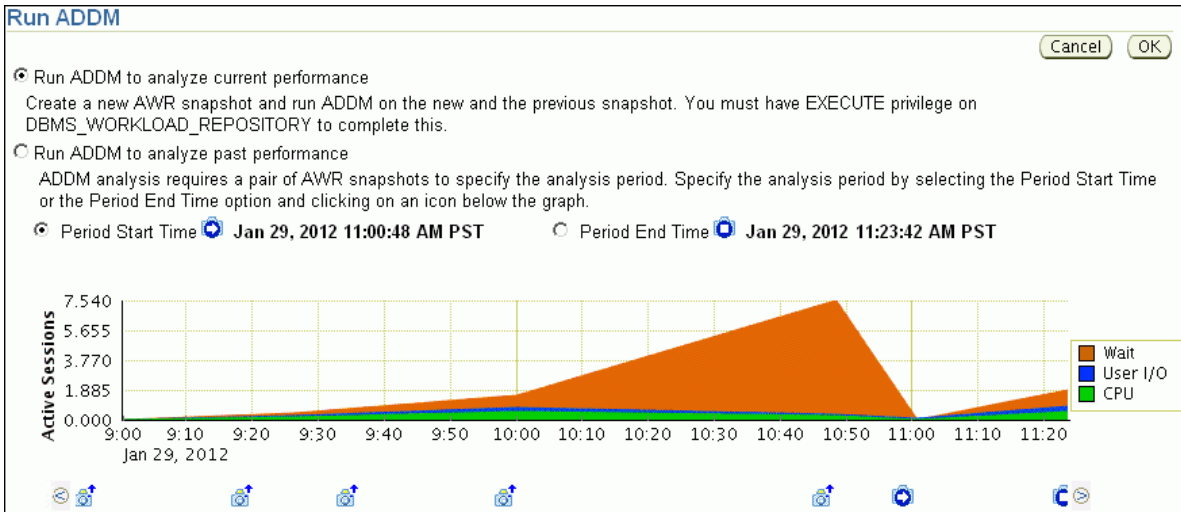 Run ADDM
Cancel OK
Run ADDM to analyze current performance
Create a new AWR snapshot and run ADDM on the new and the previous snapshot. You must have EXECUTE privilege on
DBMS_WORKLOAD_REPOSITORY to complete this.
Run ADDM to analyze past performance
ADDM analysis requires a pair of AWR snapshots to specify the analysis period. Specify the analysis period by selecting the Period Start Time
or the Period End Time option and clicking on an icon below the graph.
Period Start Time Jan 29, 2012 11:00:48 AM PST Period End Time Jan 29, 2012 11:23:42 AM PST
Active Sessions
7.540
5.655
3.770
1.885
0.000
Wait
User I/O
CPU
9:00 9:10 9:20 9:30 9:40 9:50 10:00 10:10 10:20 10:30 10:40 10:50 11:00 11:10 11:20
Jan 29, 2012